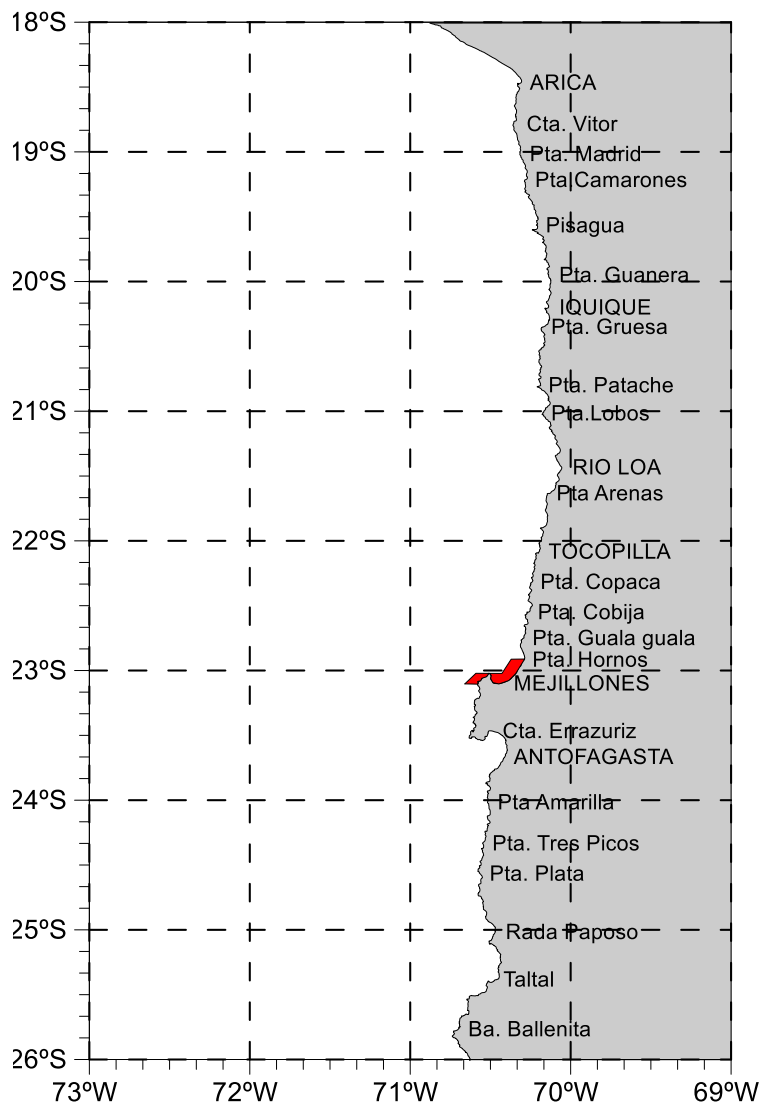 18ºS
ARICA
Cta. Vitor
19ºS
Pta. Madrid
Pta.Camarones
Pisagua
Pta. Guanera
20ºS
IQUIQUE
Pta. Gruesa
Pta. Patache
21ºS
Pta.Lobos
RIO LOA
Pta Arenas
22ºS
TOCOPILLA
Pta. Copaca
Pta. Cobija
Pta. Guala guala
Pta. Hornos
23ºS
MEJILLONES
Cta. Errazuriz
ANTOFAGASTA
24ºS
Pta Amarilla
Pta. Tres Picos
Pta. Plata
25ºS
Rada Paposo
Taltal
Ba. Ballenita
26ºS
73ºW 72ºW 71ºW 70ºW 69ºW